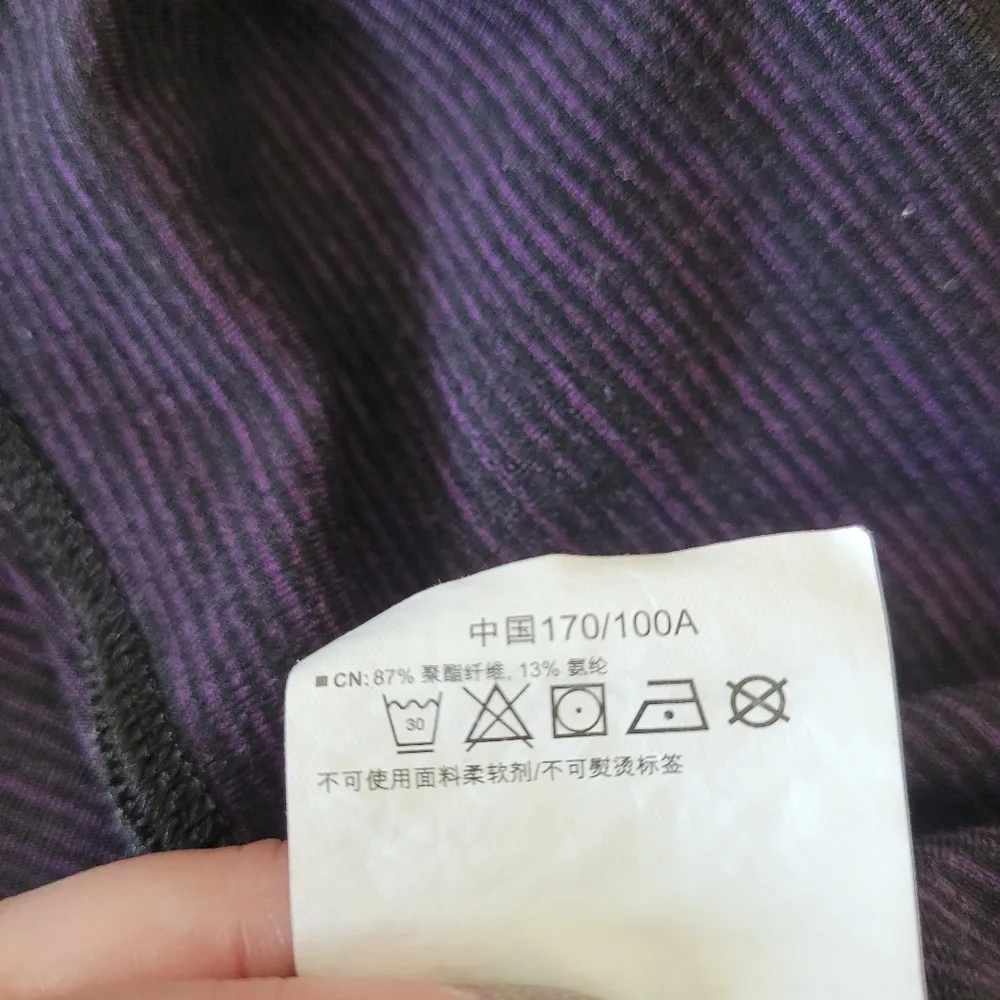 中国170/100A
■ CN: 87% 聚酯纤维, 13% 氨纶
30
不可使用面料柔软剂/不可熨烫标签